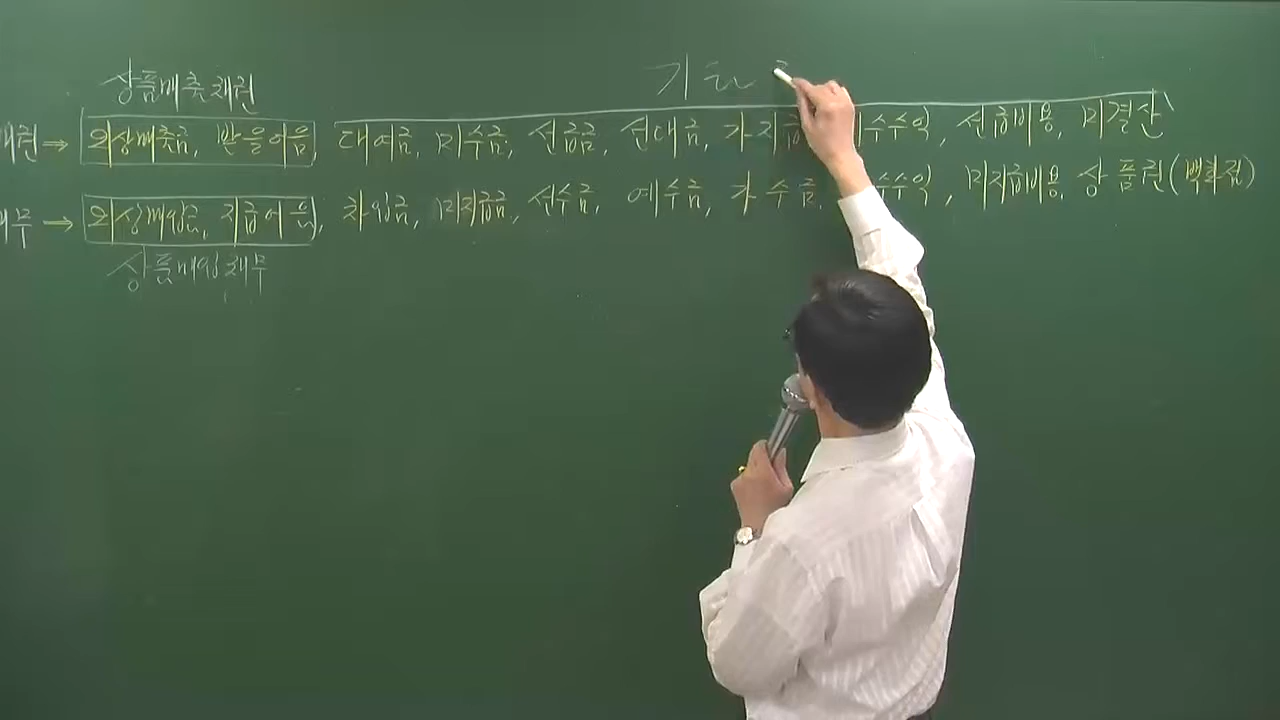 상품매출채권
기타
채권 → 외상매출금, 받을어음, 대여금, 미수금, 선급금, 선대금, 가지급 수수익, 선급비용, 미결산
채무 → 외상매입금, 지급어음, 차입금, 미지급금, 선수금, 예수금, 가수금, 수수익, 미지급비용 상품권(백화점)
상품매입채무